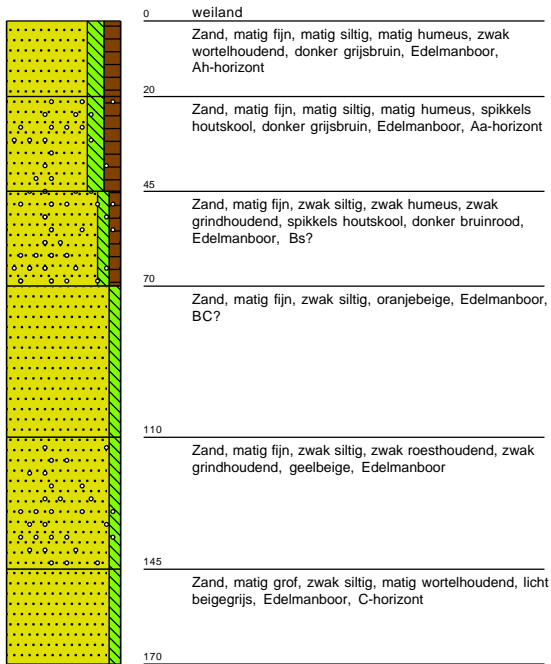 0 weiland
Zand, matig fijn, matig siltig, matig humeus, zwak
wortelhoudend, donker grijsbruin, Edelmanboor,
Ah-horizont
20
Zand, matig fijn, matig siltig, matig humeus, spikkels
houtskool, donker grijsbruin, Edelmanboor, Aa-horizont
45
Zand, matig fijn, zwak siltig, zwak humeus, zwak
grindhoudend, spikkels houtskool, donker bruinrood,
Edelmanboor, Bs?
70
Zand, matig fijn, zwak siltig, oranjebeige, Edelmanboor,
BC?
110
Zand, matig fijn, zwak siltig, zwak roesthoudend, zwak
grindhoudend, geelbeige, Edelmanboor
145
Zand, matig grof, zwak siltig, matig wortelhoudend, licht
beigegrijs, Edelmanboor, C-horizont
170